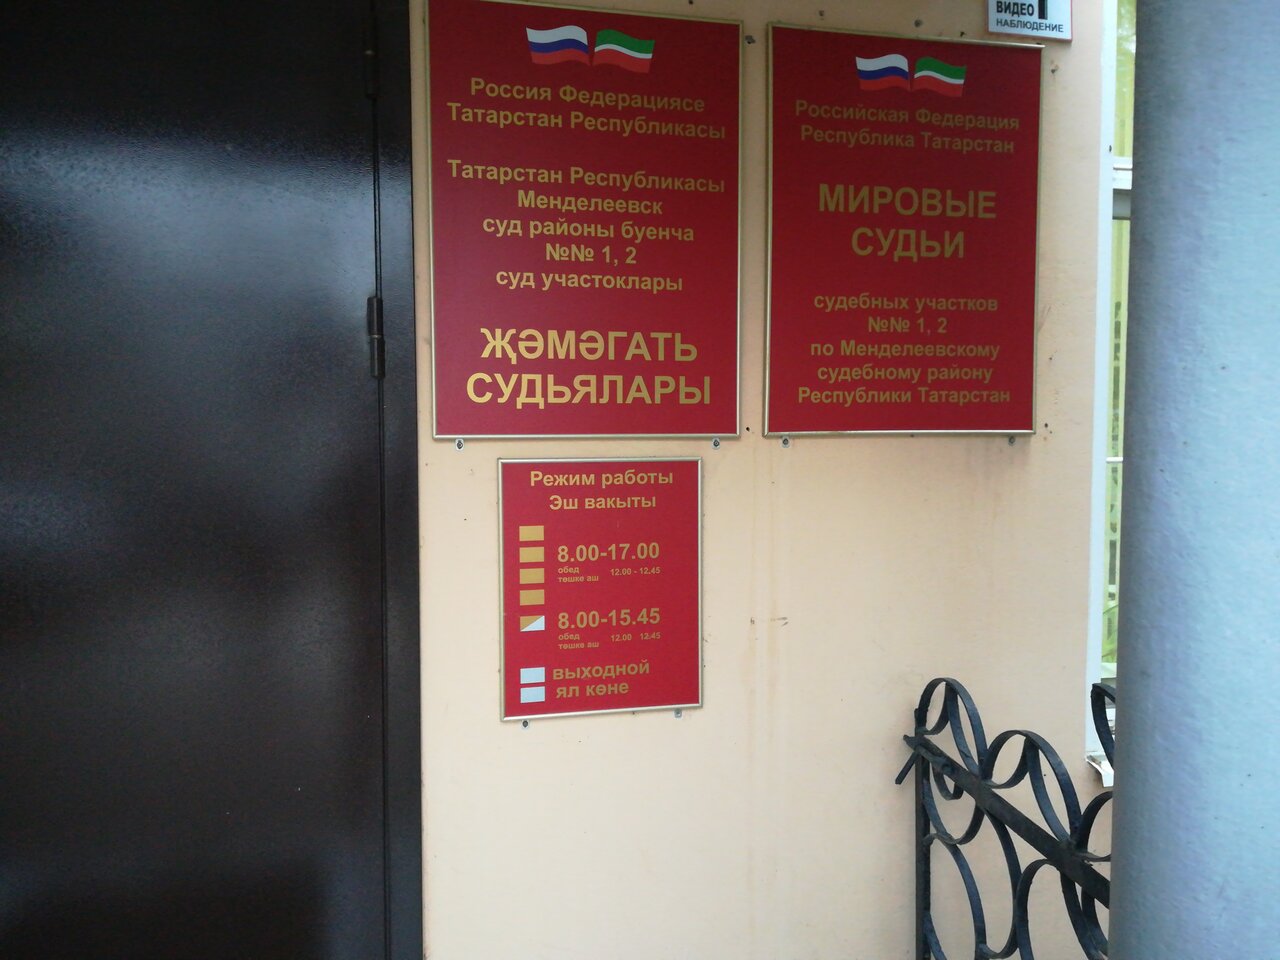 ВИДЕО
НАБЛЮДЕНИЕ
Россия Федерациясе
Татарстан Республикасы
Татарстан Республикасы
Менделеевск
суд районы буенча
№№ 1, 2
суд участоклары
ҖӘМӘГАТЬ
СУДЬЯЛАРЫ
Российская Федерация
Республика Татарстан
МИРОВЫЕ
СУДЬИ
судебных участков
№№ 1, 2
по Менделеевскому
судебному району
Республики Татарстан
Режим работы
Эш вакыты
8.00-17.00
обед 12.00 - 12.45
төшке аш
8.00-15.45
обед 12.00 12.45
төшке аш
выходной
ял көне